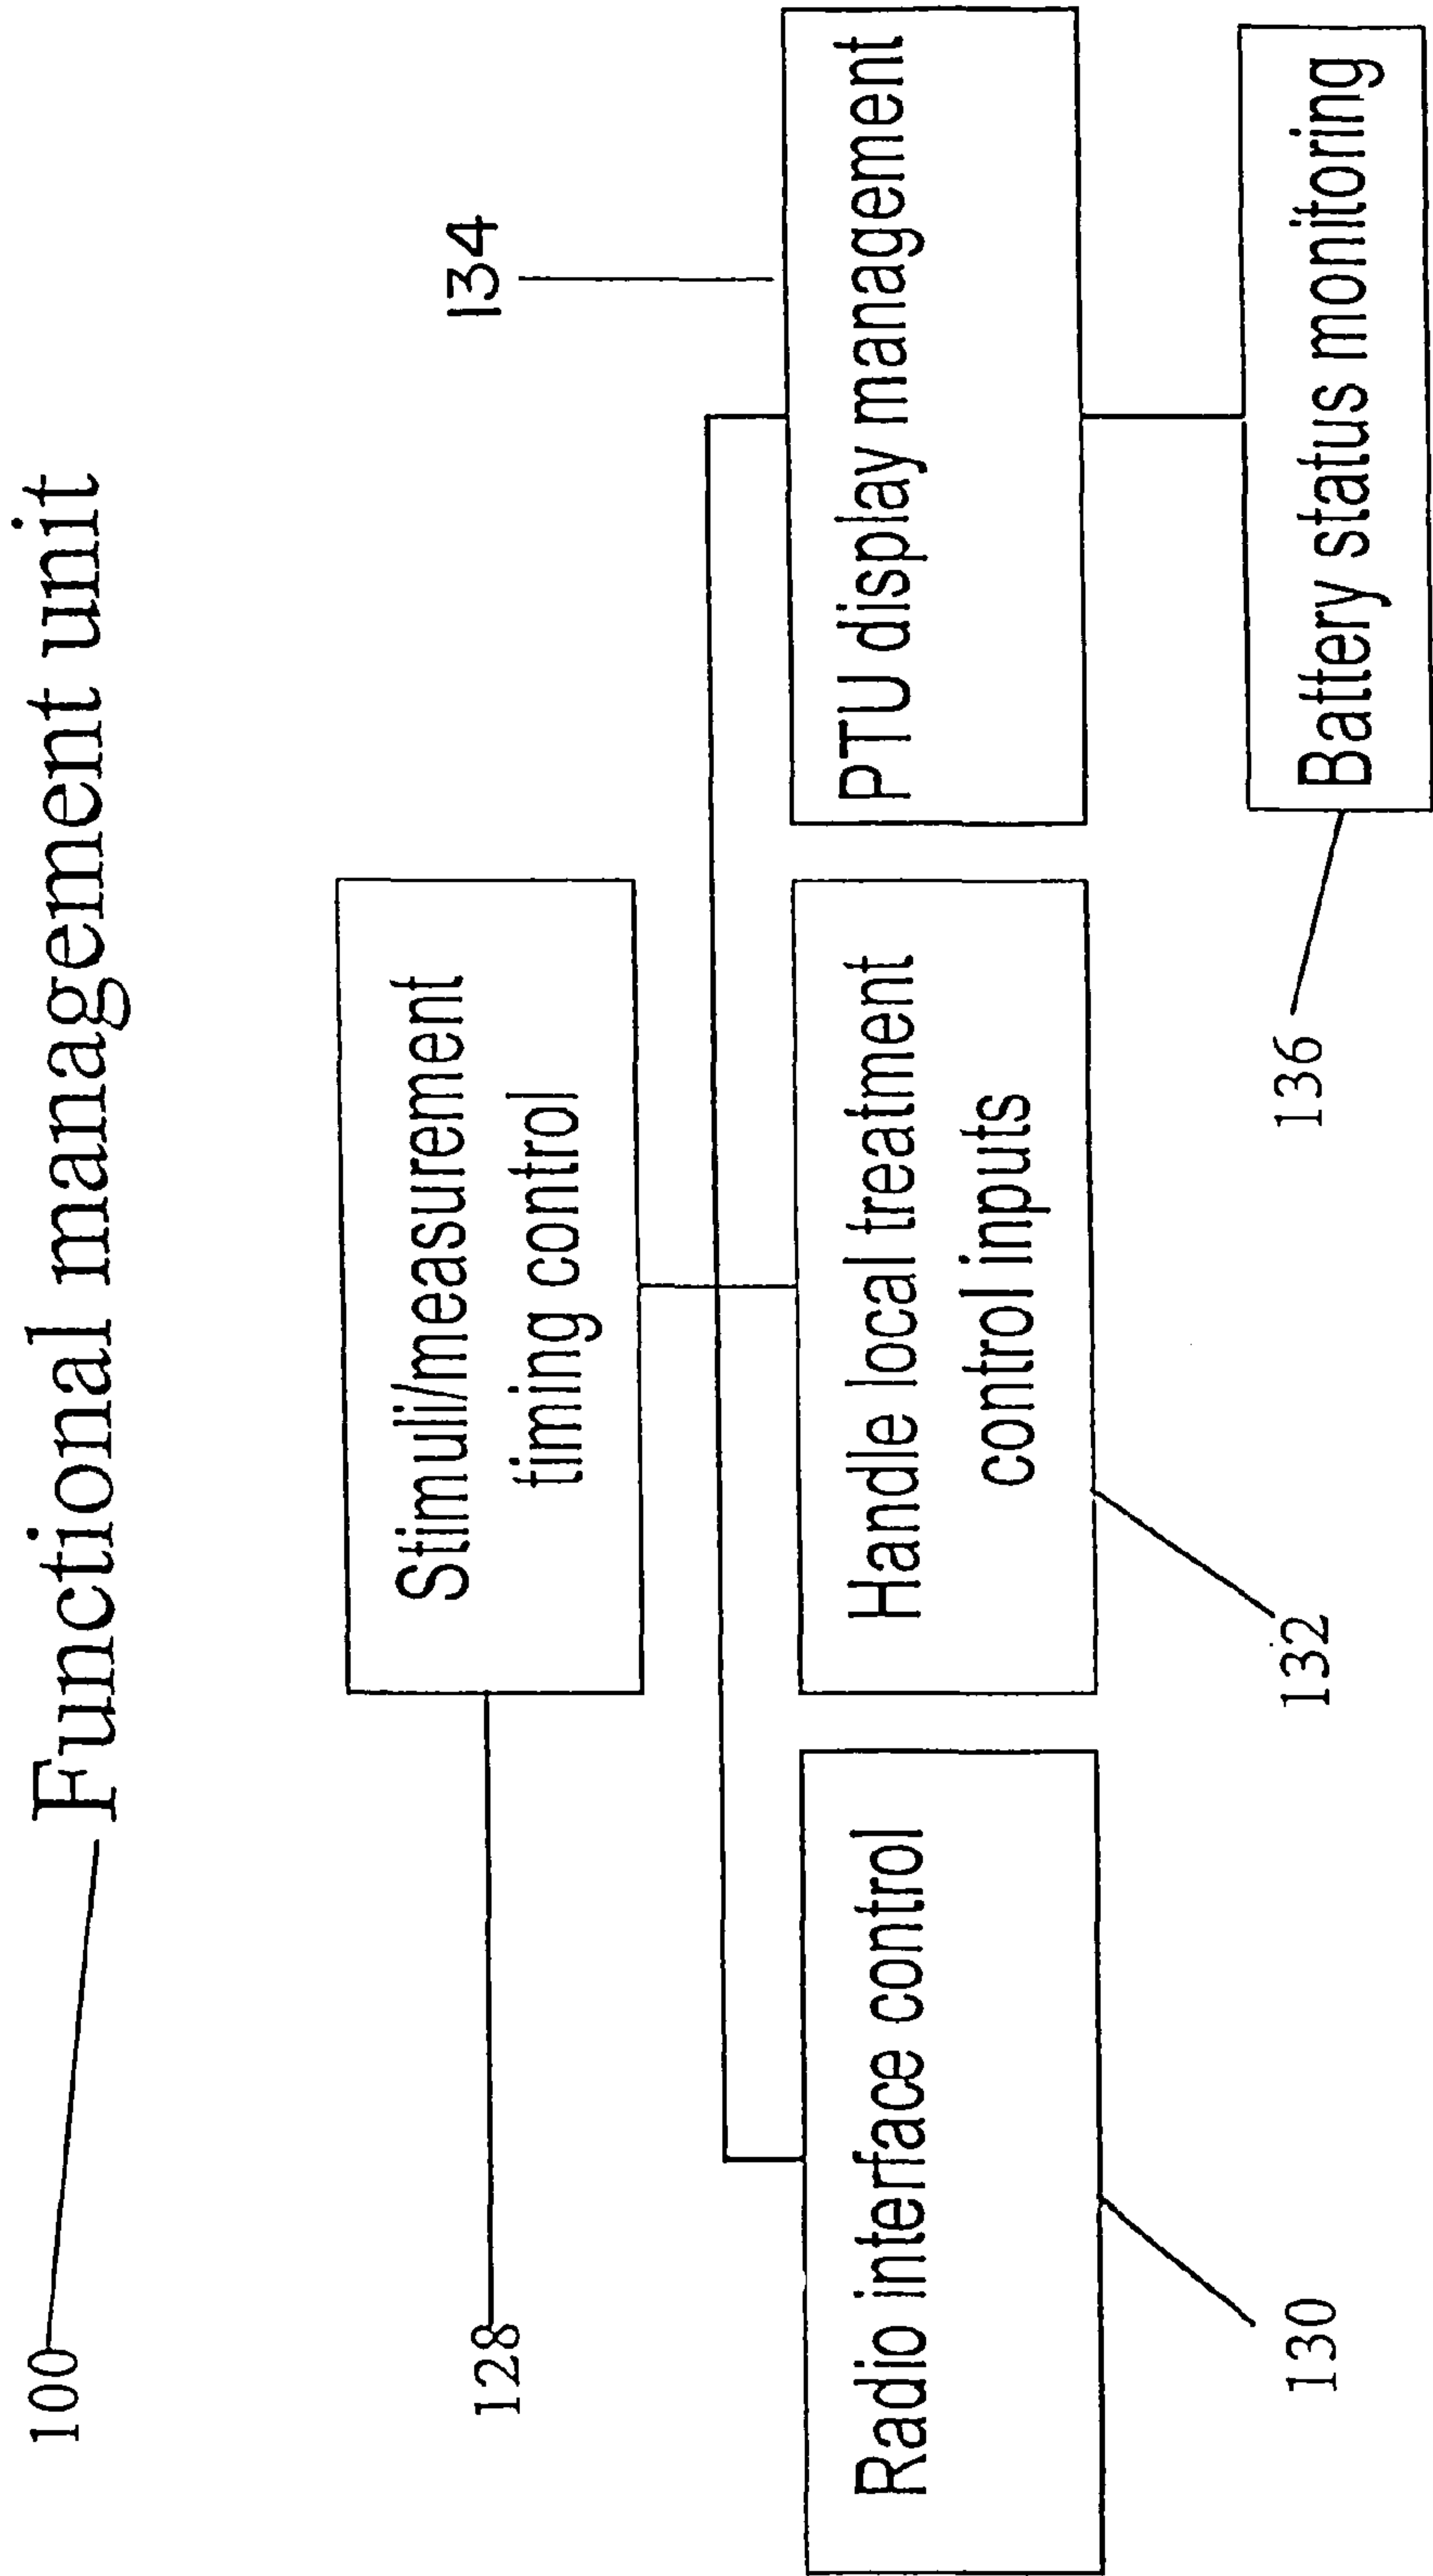 100
Functional management unit
128
Stimuli/measurement
timing control
134
Radio interface control
Handle local treatment
control inputs
PTU display management
130
132
136
Battery status monitoring